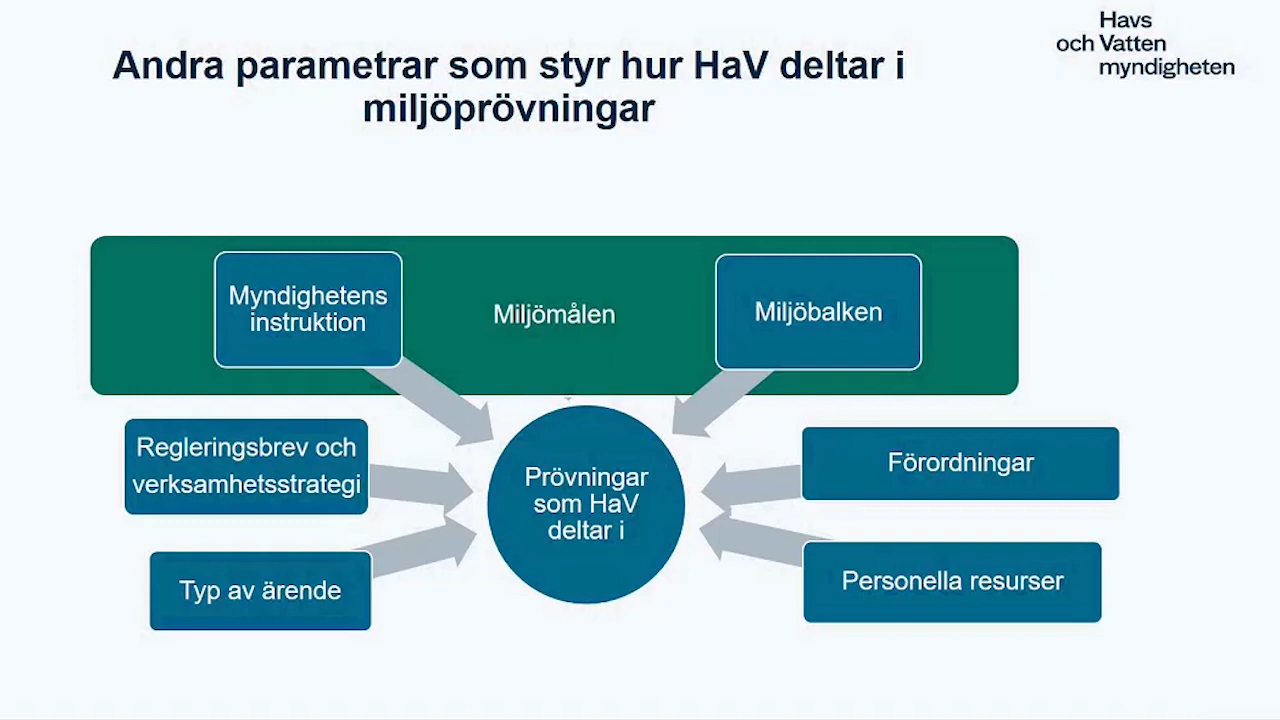 Havs
och Vatten
myndigheten
Andra parametrar som styr hur HaV deltar i
miljöprövningar
Myndighetens
instruktion
Miljömålen
Miljöbalken
Regleringsbrev och
verksamhetsstrategi
Prövningar
som HaV
deltar i
Förordningar
Typ av ärende
Personella resurser